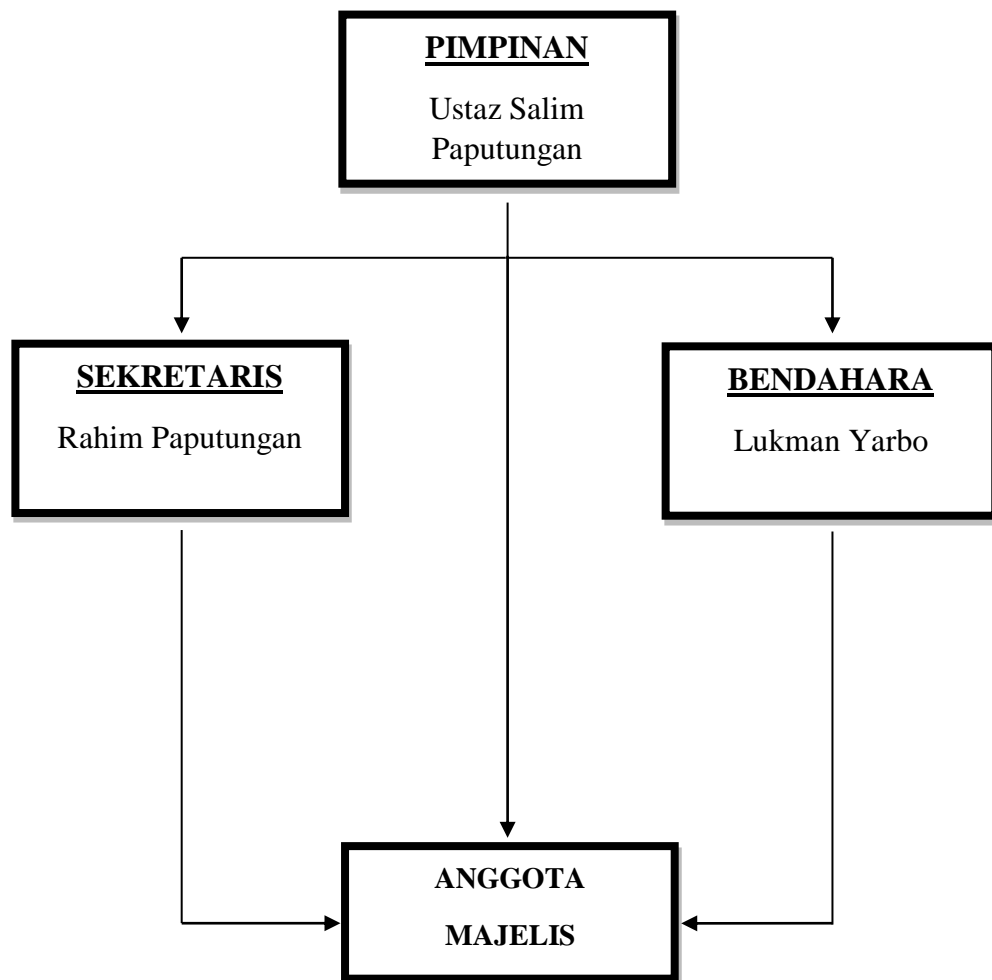 PIMPINAN
Ustaz Salim
Paputungan
SEKRETARIS
Rahim Paputungan
BENDAHARA
Lukman Yarbo
ANGGOTA
MAJELIS